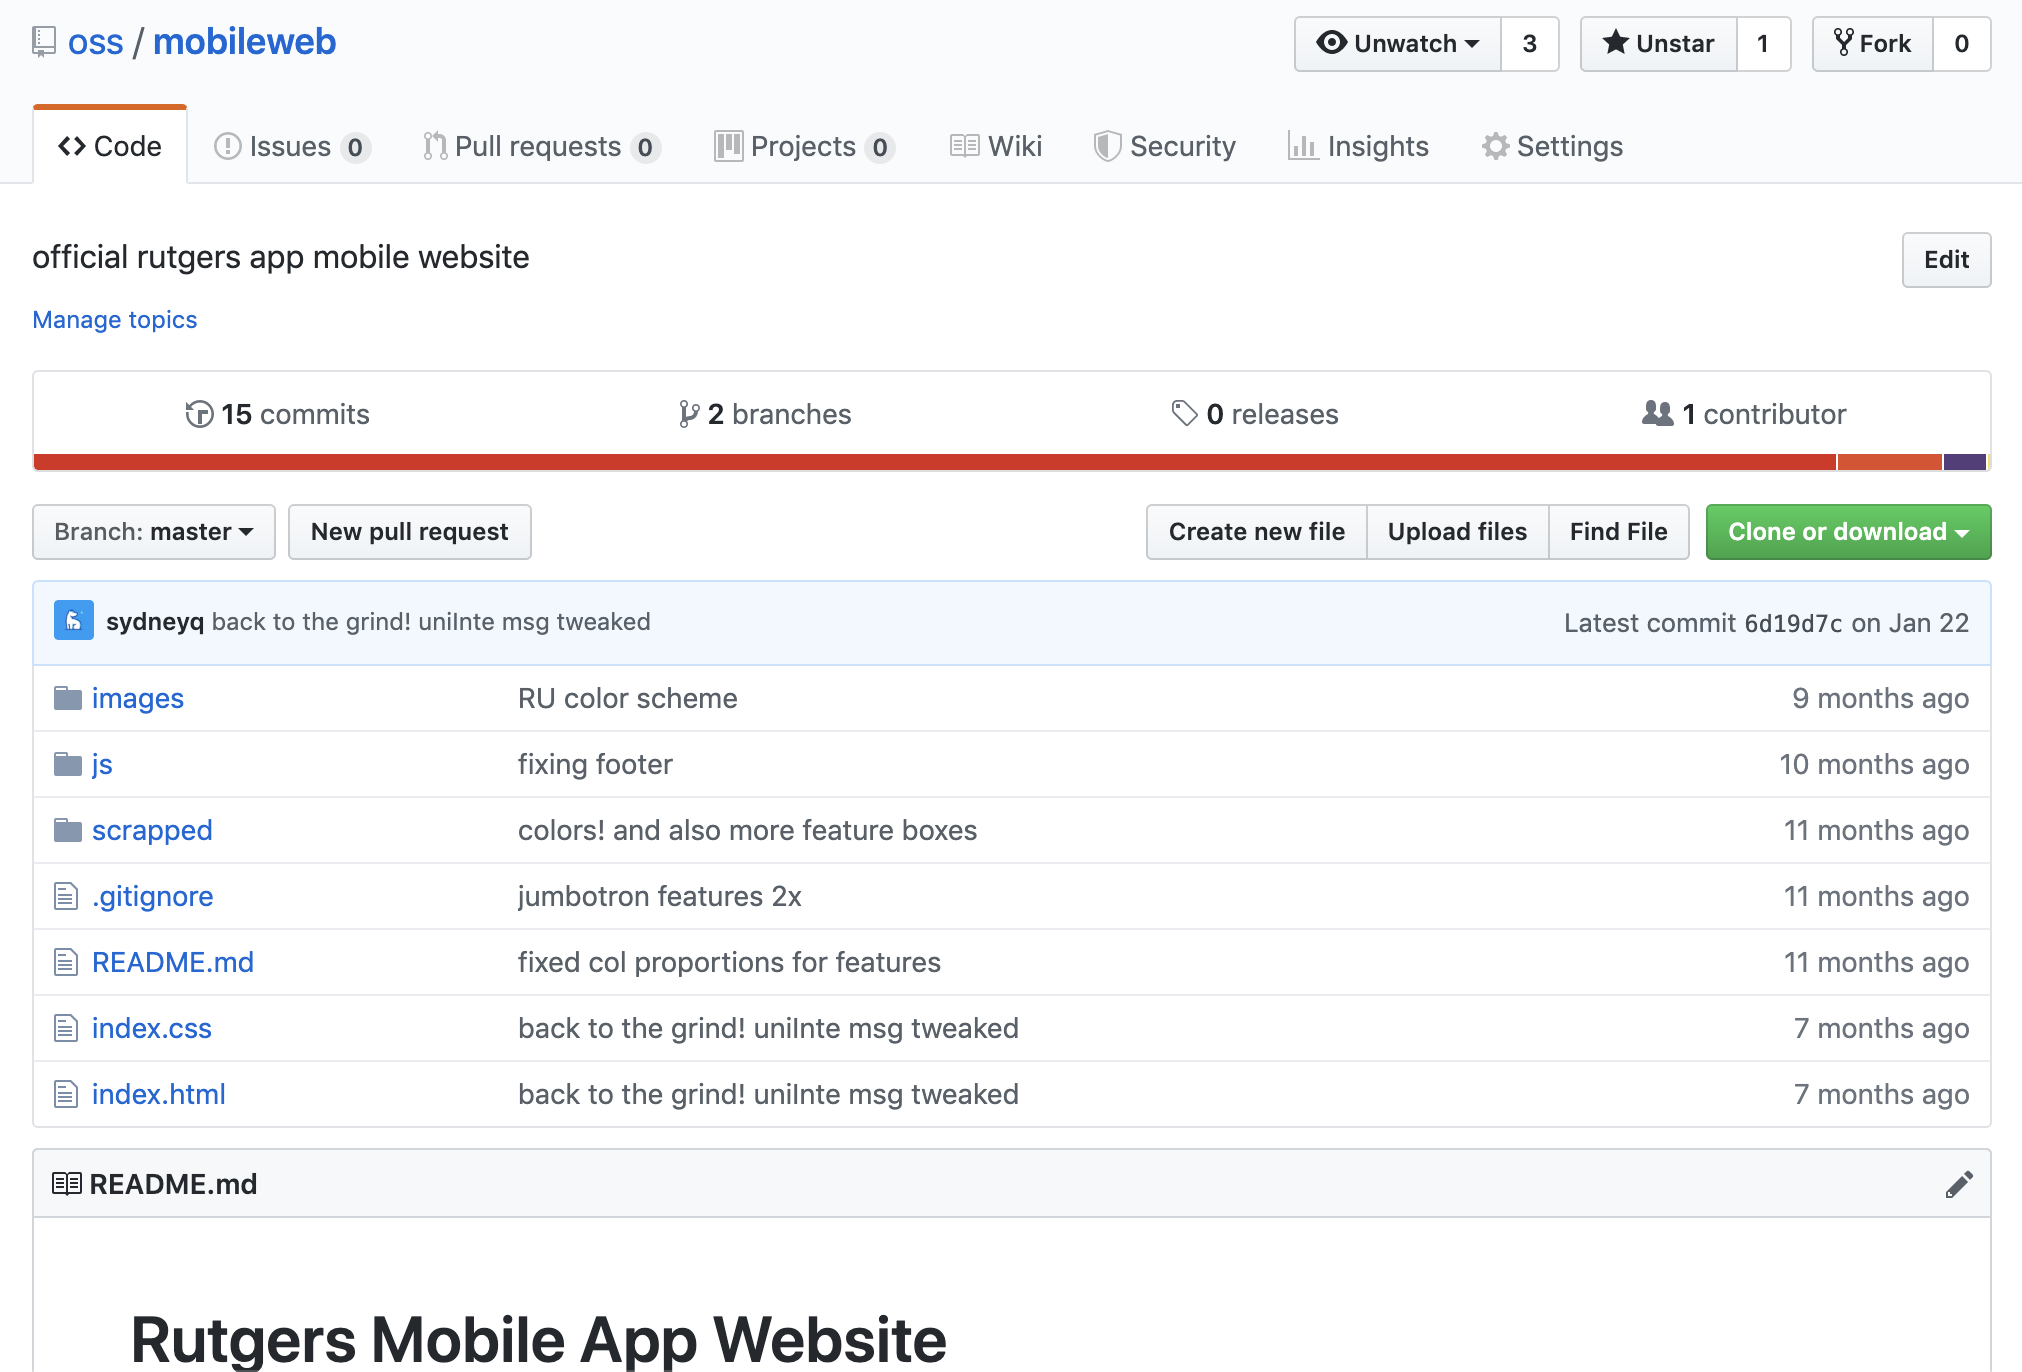 oss / mobileweb
Unwatch 3 Unstar 1 Fork 0
Code Issues 0 Pull requests 0 Projects 0 Wiki Security Insights Settings
official rutgers app mobile website
Edit
Manage topics
15 commits 2 branches 0 releases 1 contributor
Branch: master New pull request Create new file Upload files Find File Clone or download
sydneyq back to the grind! uniInte msg tweaked Latest commit 6d19d7c on Jan 22
images RU color scheme 9 months ago
js fixing footer 10 months ago
scrapped colors! and also more feature boxes 11 months ago
.gitignore jumbotron features 2x 11 months ago
README.md fixed col proportions for features 11 months ago
index.css back to the grind! uniInte msg tweaked 7 months ago
index.html back to the grind! uniInte msg tweaked 7 months ago
README.md
Rutgers Mobile App Website